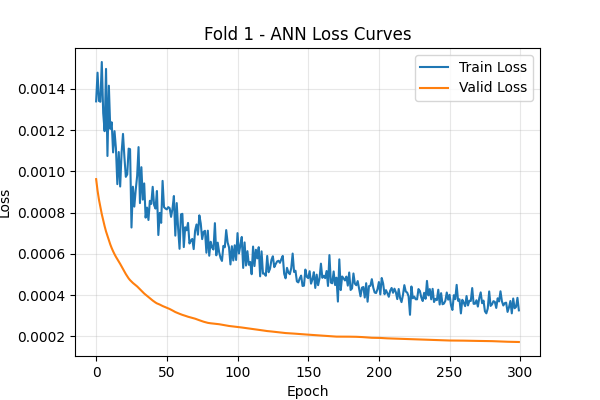 Fold 1 - ANN Loss Curves
Train Loss
Valid Loss
Loss
0.0014
0.0012
0.0010
0.0008
0.0006
0.0004
0.0002
0 50 100 150 200 250 300
Epoch